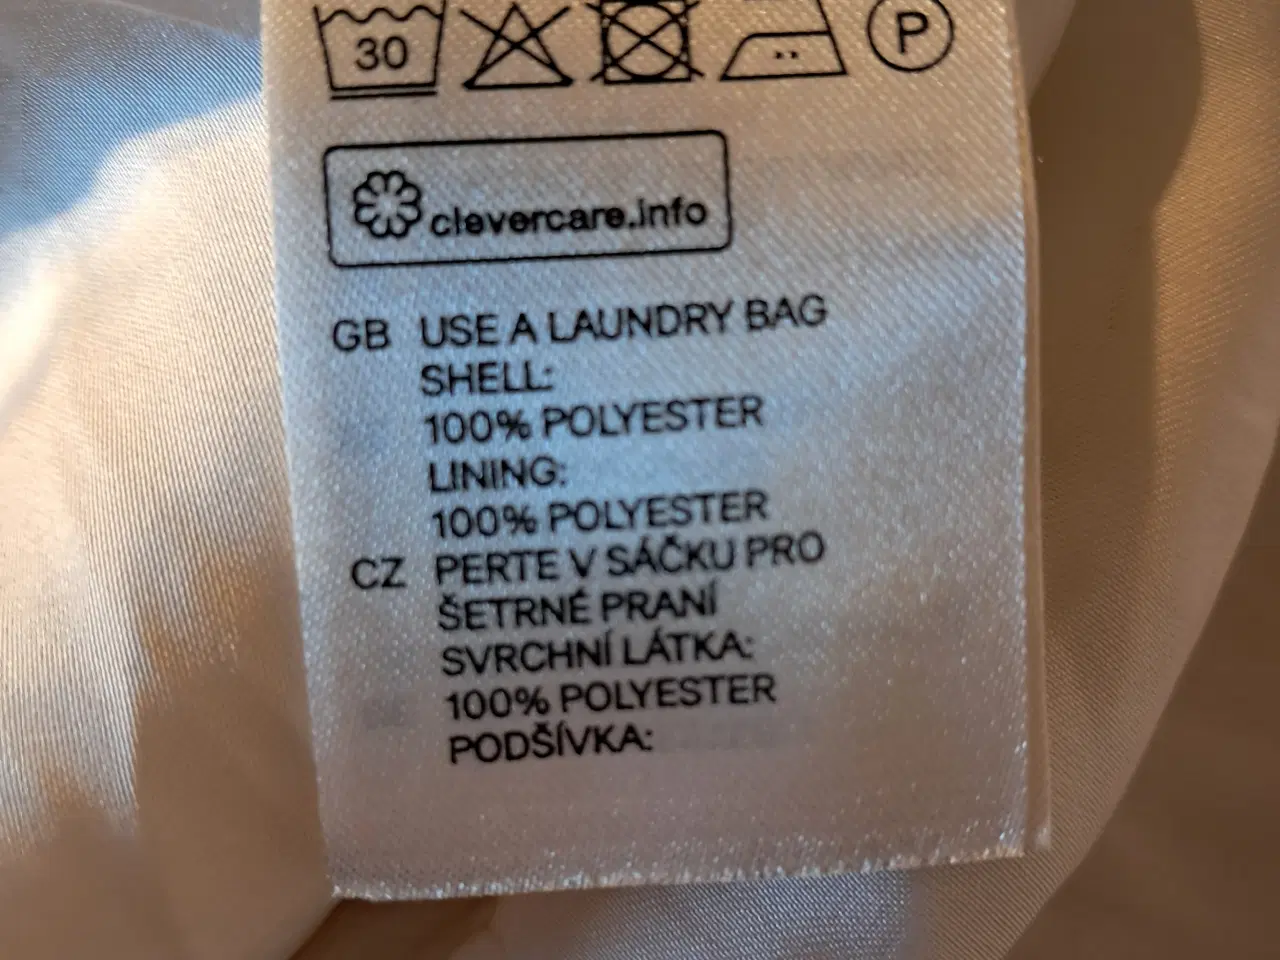 30
P
clevercare.info
GB USE A LAUNDRY BAG
SHELL:
100% POLYESTER
LINING:
100% POLYESTER
CZ PERTE V SÁČKU PRO
ŠETRNÉ PRANÍ
SVRCHNÍ LÁTKA:
100% POLYESTER
PODŠÍVKA: